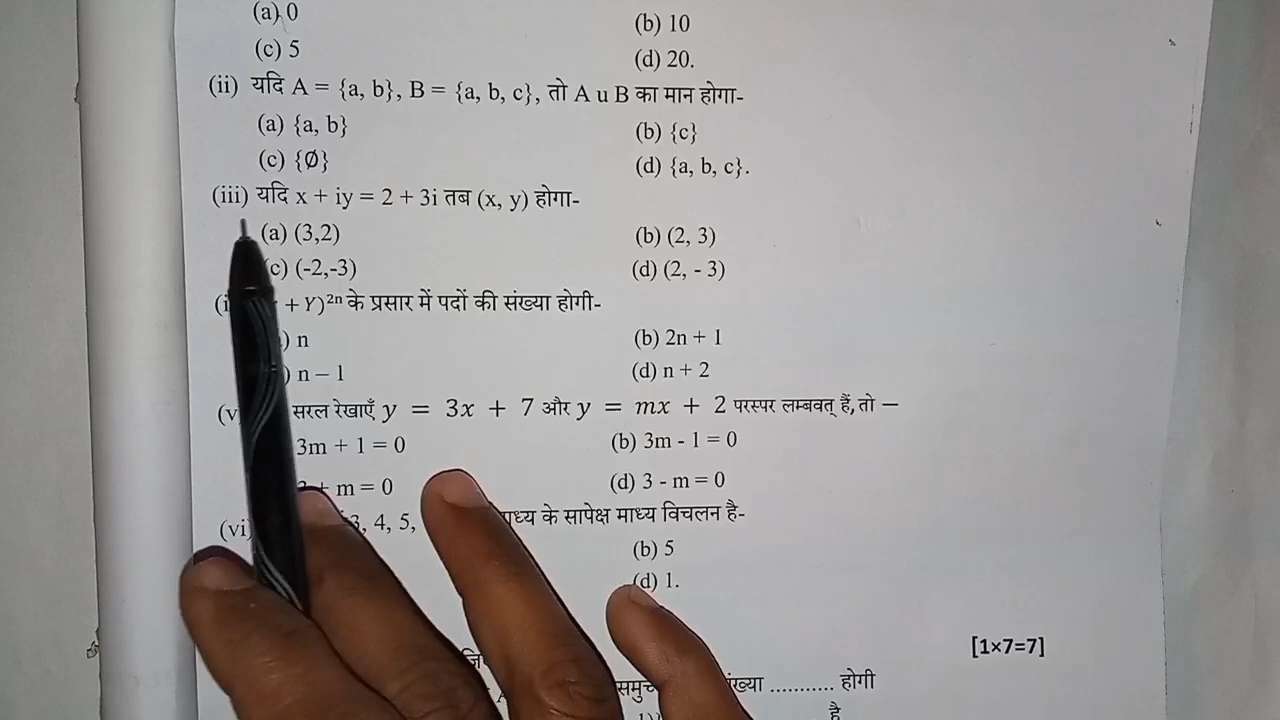 (a) 0 (b) 10
(c) 5 (d) 20.
(ii) यदि A = {a, b}, B = {a, b, c}, तो A u B का मान होगा-
(a) {a, b} (b) {c}
(c) {∅} (d) {a, b, c}.
(iii) यदि x + iy = 2 + 3i तब (x, y) होगा-
(a) (3,2) (b) (2, 3)
c) (-2,-3) (d) (2, - 3)
+ Y)²ⁿ के प्रसार में पदों की संख्या होगी-
) n (b) 2n + 1
) n – 1 (d) n + 2
(v सरल रेखाएँ y = 3x + 7 और y = mx + 2 परस्पर लम्बवत् हैं, तो –
3m + 1 = 0 (b) 3m - 1 = 0
+ m = 0 (d) 3 - m = 0
(vi) 3, 4, 5, के सापेक्ष माध्य विचलन है-
(b) 5
(d) 1.
[1×7=7]
........... होगी
है